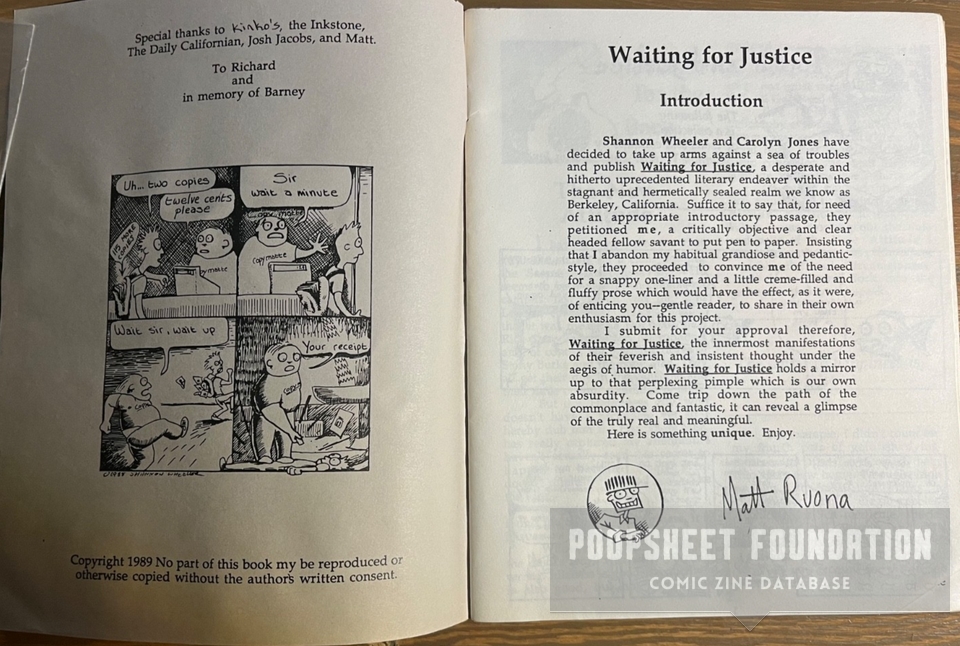 Special thanks to Kinko's, the Inkstone,
The Daily Californian, Josh Jacobs, and Matt.
To Richard
and
in memory of Barney
Uh... two copies
twelve cents
please
Sir
wait a minute
copymatte
Wait sir, wait up
Your receipt
Copyright 1989 No part of this book my be reproduced or
otherwise copied without the author's written consent.
Waiting for Justice
Introduction
Shannon Wheeler and Carolyn Jones have
decided to take up arms against a sea of troubles
and publish Waiting for Justice, a desperate and
hitherto uprecedented literary endeaver within the
stagnant and hermetically sealed realm we know as
Berkeley, California. Suffice it to say that, for need
of an appropriate introductory passage, they
petitioned me, a critically objective and clear
headed fellow savant to put pen to paper. Insisting
that I abandon my habitual grandiose and pedantic-
style, they proceeded to convince me of the need
for a snappy one-liner and a little creme-filled and
fluffy prose which would have the effect, as it were,
of enticing you—gentle reader, to share in their own
enthusiasm for this project.
I submit for your approval therefore,
Waiting for Justice, the innermost manifestations
of their feverish and insistent thought under the
aegis of humor. Waiting for Justice holds a mirror
up to that perplexing pimple which is our own
absurdity. Come trip down the path of the
commonplace and fantastic, it can reveal a glimpse
of the truly real and meaningful.
Here is something unique. Enjoy.
Matt Ruona
POOPSHEET FOUNDATION
COMIC ZINE DATABASE